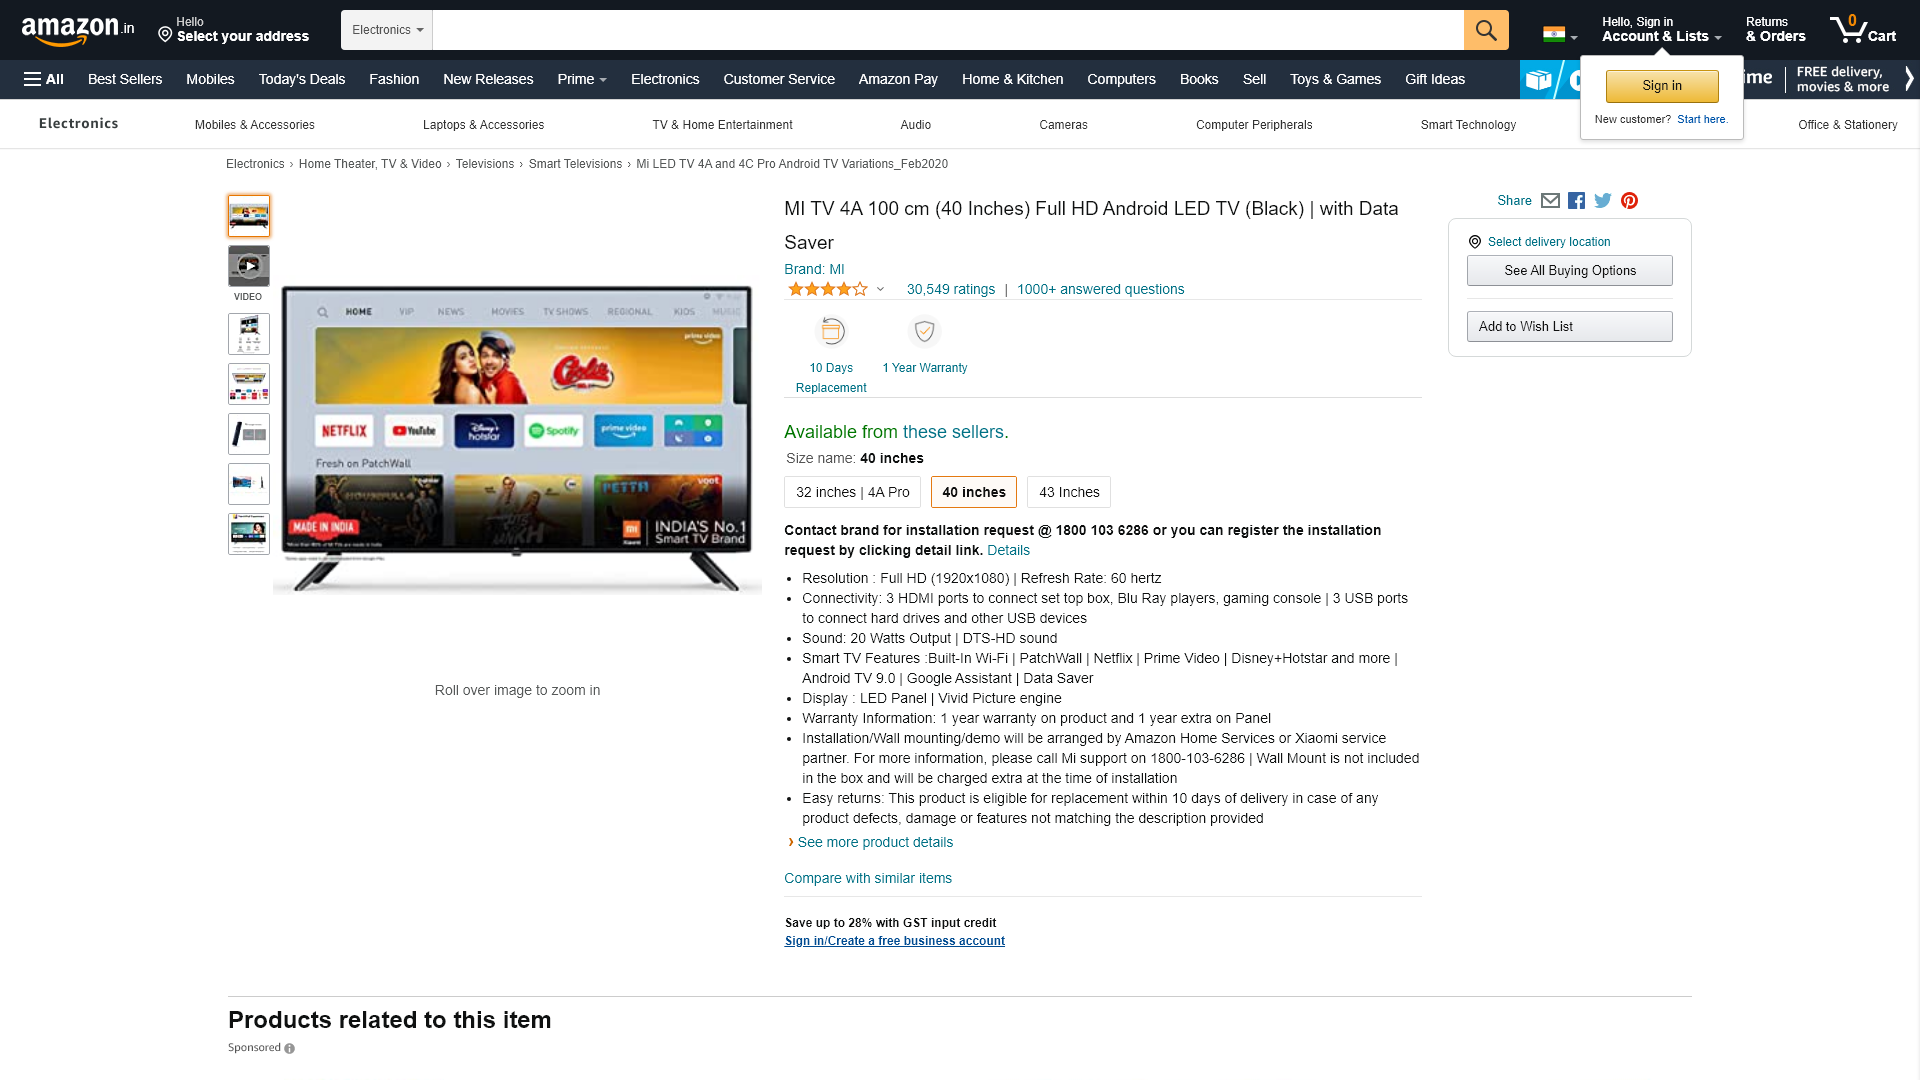 amazon.in
Hello
Select your address
Electronics
Hello, Sign in
Account & Lists
Returns
& Orders
0
Cart
All
Best Sellers
Mobiles
Today's Deals
Fashion
New Releases
Prime
Electronics
Customer Service
Amazon Pay
Home & Kitchen
Computers
Books
Sell
Toys & Games
Gift Ideas
ime
FREE delivery,
movies & more
Sign in
New customer? Start here.
Electronics
Mobiles & Accessories
Laptops & Accessories
TV & Home Entertainment
Audio
Cameras
Computer Peripherals
Smart Technology
Office & Stationery
Electronics › Home Theater, TV & Video › Televisions › Smart Televisions › Mi LED TV 4A and 4C Pro Android TV Variations_Feb2020
VIDEO
HOME VIP NEWS MOVIES TV SHOWS REGIONAL KIDS MUSIC
prime video
Coolie
NETFLIX
YouTube
Disney+ hotstar
Spotify
prime video
Fresh on PatchWall
HOUSEFULL 4
PETTA
voot
MADE IN INDIA
mi
INDIA'S No.1
Smart TV Brand
Roll over image to zoom in
MI TV 4A 100 cm (40 Inches) Full HD Android LED TV (Black) | with Data
Saver
Brand: MI
30,549 ratings | 1000+ answered questions
10 Days
Replacement
1 Year Warranty
Available from these sellers.
Size name: 40 inches
32 inches | 4A Pro
40 inches
43 Inches
Contact brand for installation request @ 1800 103 6286 or you can register the installation
request by clicking detail link. Details
• Resolution : Full HD (1920x1080) | Refresh Rate: 60 hertz
• Connectivity: 3 HDMI ports to connect set top box, Blu Ray players, gaming console | 3 USB ports
to connect hard drives and other USB devices
• Sound: 20 Watts Output | DTS-HD sound
• Smart TV Features :Built-In Wi-Fi | PatchWall | Netflix | Prime Video | Disney+Hotstar and more |
Android TV 9.0 | Google Assistant | Data Saver
• Display : LED Panel | Vivid Picture engine
• Warranty Information: 1 year warranty on product and 1 year extra on Panel
• Installation/Wall mounting/demo will be arranged by Amazon Home Services or Xiaomi service
partner. For more information, please call Mi support on 1800-103-6286 | Wall Mount is not included
in the box and will be charged extra at the time of installation
• Easy returns: This product is eligible for replacement within 10 days of delivery in case of any
product defects, damage or features not matching the description provided
› See more product details
Compare with similar items
Save up to 28% with GST input credit
Sign in/Create a free business account
Share
Select delivery location
See All Buying Options
Add to Wish List
Products related to this item
Sponsored